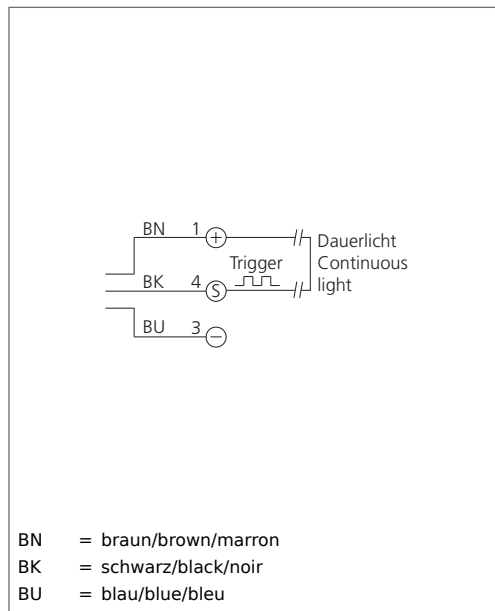 BN 1 +
Dauerlicht
Trigger Continuous
BK 4 S light
BU 3 −
BN = braun/brown/marron
BK = schwarz/black/noir
BU = blau/blue/bleu